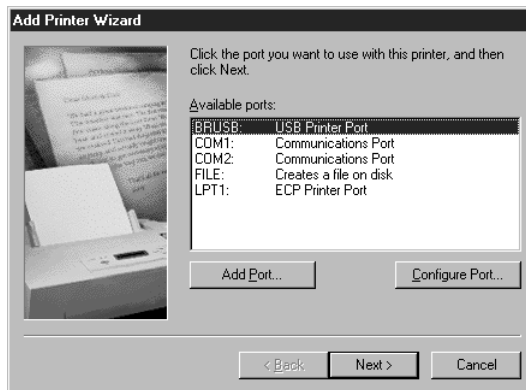 Add Printer Wizard
Click the port you want to use with this printer, and then
click Next.
Available ports:
BRUSB: USB Printer Port
COM1: Communications Port
COM2: Communications Port
FILE: Creates a file on disk
LPT1: ECP Printer Port
Add Port...
Configure Port...
< Back
Next >
Cancel